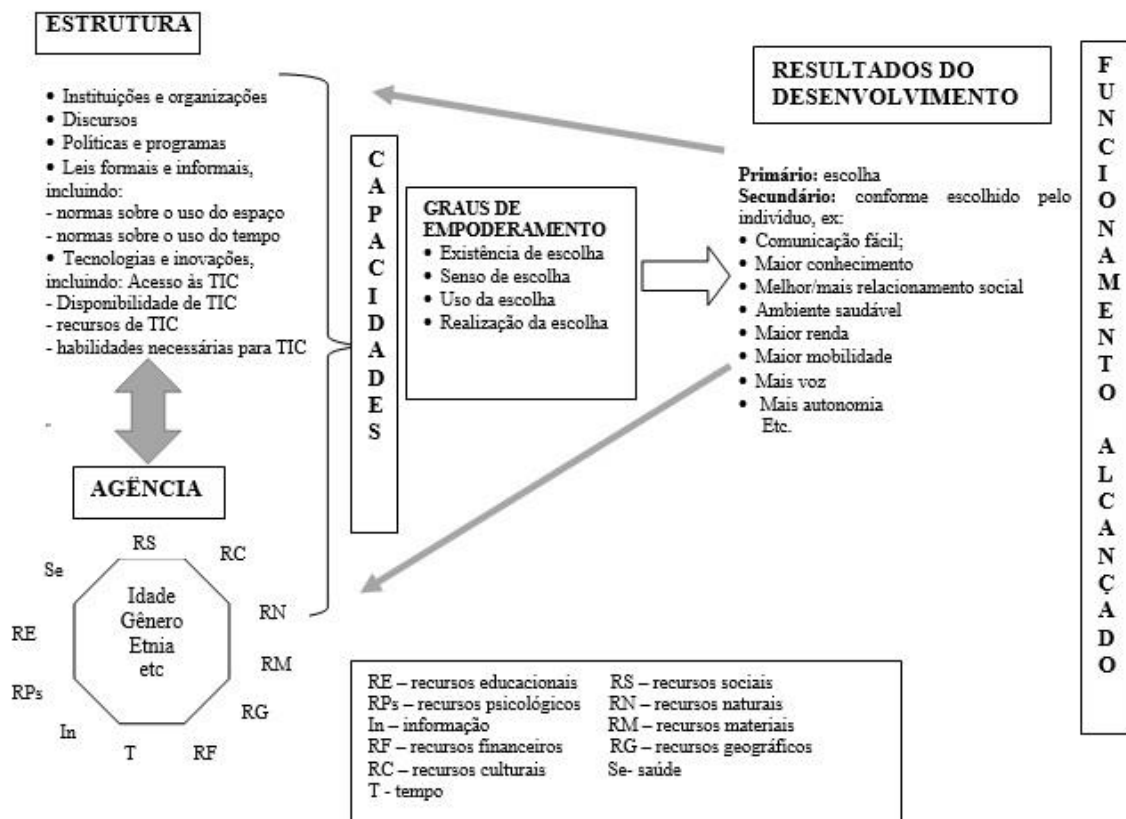 ESTRUTURA
• Instituições e organizações
• Discursos
• Políticas e programas
• Leis formais e informais,
incluindo:
- normas sobre o uso do espaço
- normas sobre o uso do tempo
• Tecnologias e inovações,
incluindo: Acesso às TIC
- Disponibilidade de TIC
- recursos de TIC
- habilidades necessárias para TIC
AGÊNCIA
RS
RC
Se
RN
RE
RM
RPs
RG
In
T
RF
Idade
Gênero
Etnia
etc
CAPACIDADES
GRAUS DE
EMPODERAMENTO
• Existência de escolha
• Senso de escolha
• Uso da escolha
• Realização da escolha
RESULTADOS DO
DESENVOLVIMENTO
Primário: escolha
Secundário: conforme escolhido pelo
indivíduo, ex:
• Comunicação fácil;
• Maior conhecimento
• Melhor/mais relacionamento social
• Ambiente saudável
• Maior renda
• Maior mobilidade
• Mais voz
• Mais autonomia
Etc.
FUNCIONAMENTO ALCANÇADO
RE – recursos educacionais RS – recursos sociais
RPs – recursos psicológicos RN – recursos naturais
In – informação RM – recursos materiais
RF – recursos financeiros RG – recursos geográficos
RC – recursos culturais Se- saúde
T - tempo